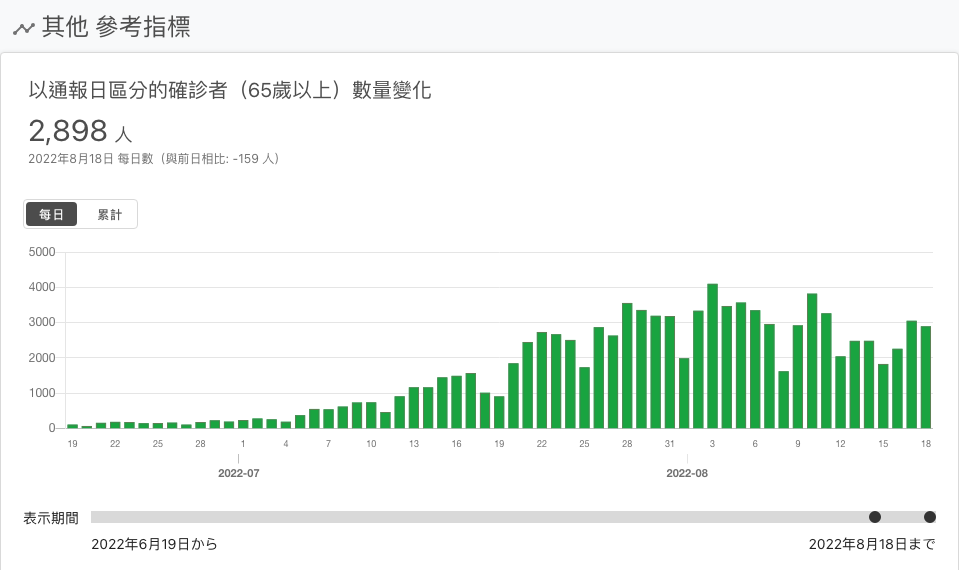 其他 參考指標
以通報日區分的確診者（65歲以上）數量變化
2,898 人
2022年8月18日 每日數（與前日相比: -159 人）
每日 累計
5000
4000
3000
2000
1000
0
19 22 25 28 1 4 7 10 13 16 19 22 25 28 31 3 6 9 12 15 18
2022-07 2022-08
表示期間
2022年6月19日から 2022年8月18日まで